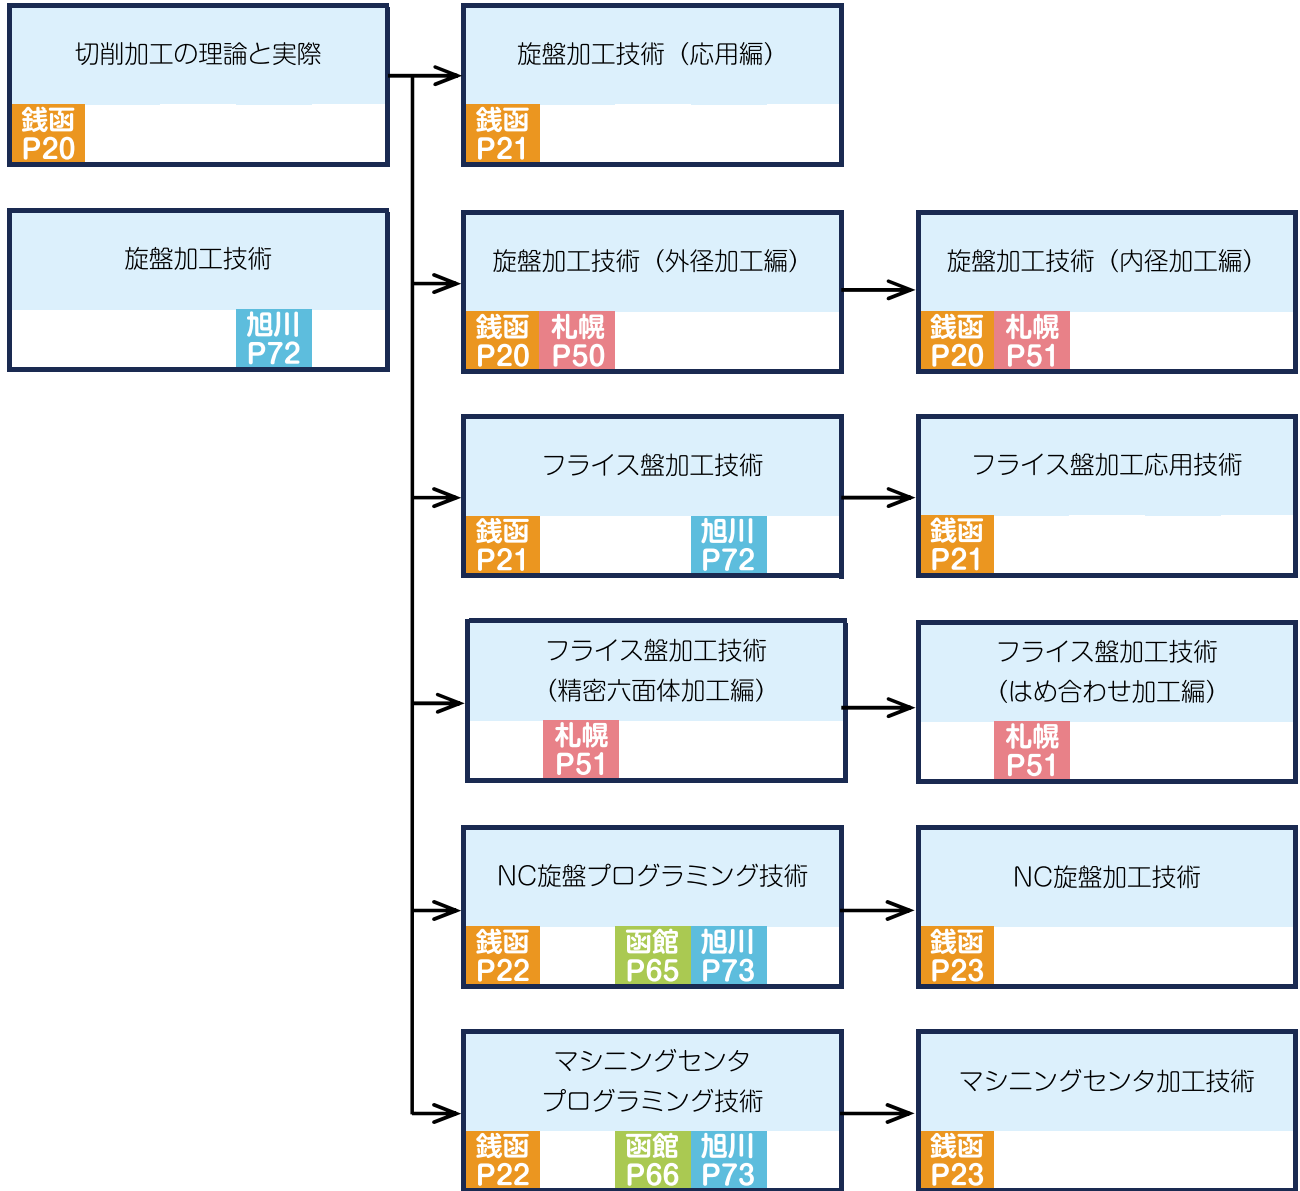 切削加工の理論と実際
銭函
P20
旋盤加工技術（応用編）
銭函
P21
旋盤加工技術
旭川
P72
旋盤加工技術（外径加工編）
銭函
P20
札幌
P50
旋盤加工技術（内径加工編）
銭函
P20
札幌
P51
フライス盤加工技術
銭函
P21
旭川
P72
フライス盤加工応用技術
銭函
P21
フライス盤加工技術
（精密六面体加工編）
札幌
P51
フライス盤加工技術
（はめ合わせ加工編）
札幌
P51
NC旋盤プログラミング技術
銭函
P22
函館
P65
旭川
P73
NC旋盤加工技術
銭函
P23
マシニングセンタ
プログラミング技術
銭函
P22
函館
P66
旭川
P73
マシニングセンタ加工技術
銭函
P23